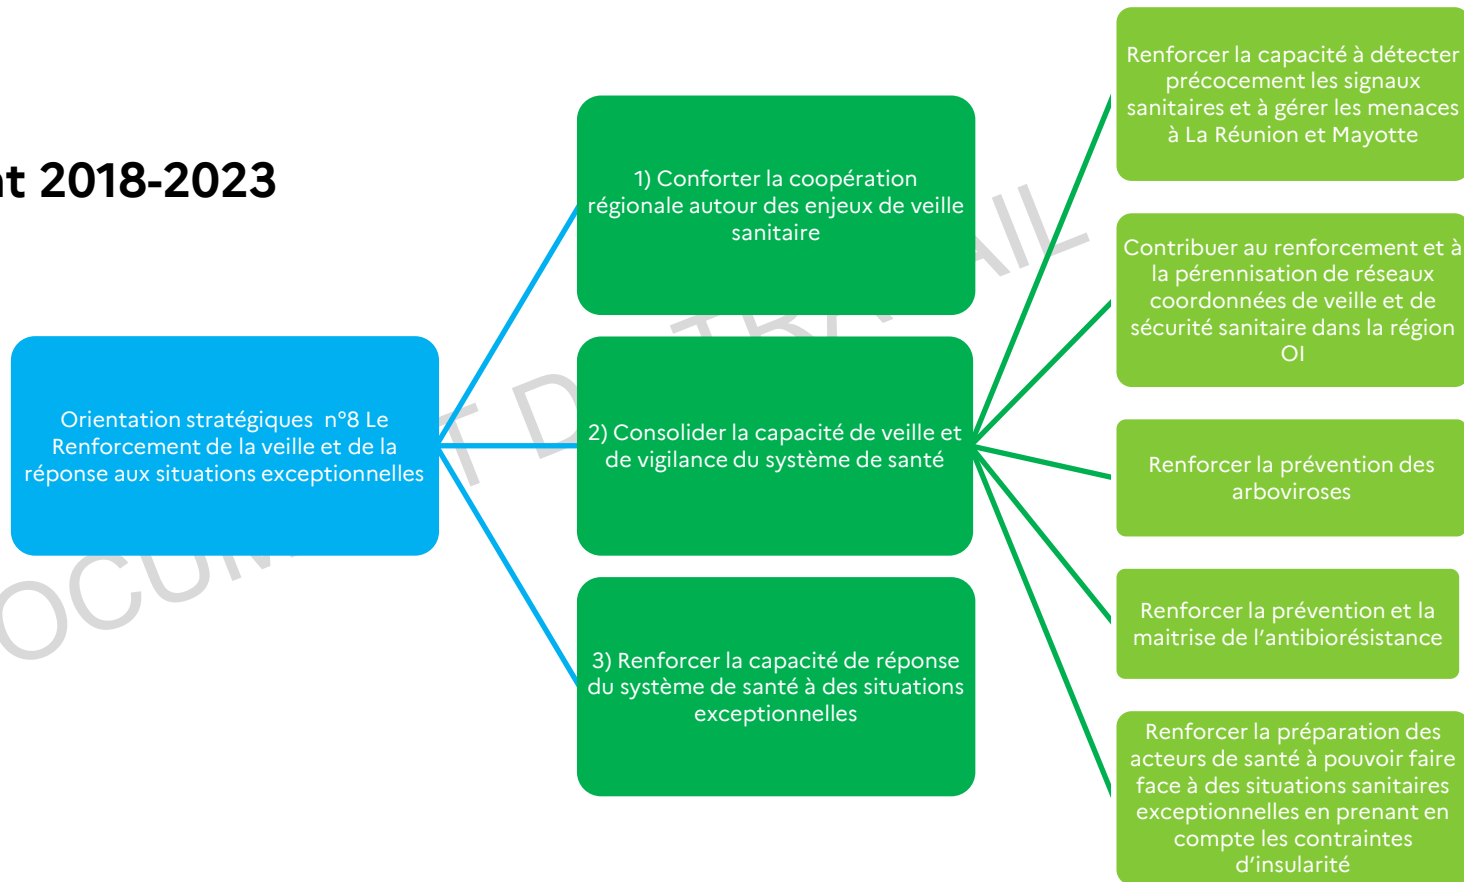 2018-2023
Orientation stratégiques n°8 Le
Renforcement de la veille et de la
réponse aux situations exceptionnelles
1) Conforter la coopération
régionale autour des enjeux de veille
sanitaire
2) Consolider la capacité de veille et
de vigilance du système de santé
3) Renforcer la capacité de réponse
du système de santé à des situations
exceptionnelles
Renforcer la capacité à détecter
précocement les signaux
sanitaires et à gérer les menaces
à La Réunion et Mayotte
Contribuer au renforcement et à
la pérennisation de réseaux
coordonnées de veille et de
sécurité sanitaire dans la région
OI
Renforcer la prévention des
arboviroses
Renforcer la prévention et la
maitrise de l'antibiorésistance
Renforcer la préparation des
acteurs de santé à pouvoir faire
face à des situations sanitaires
exceptionnelles en prenant en
compte les contraintes
d'insularité